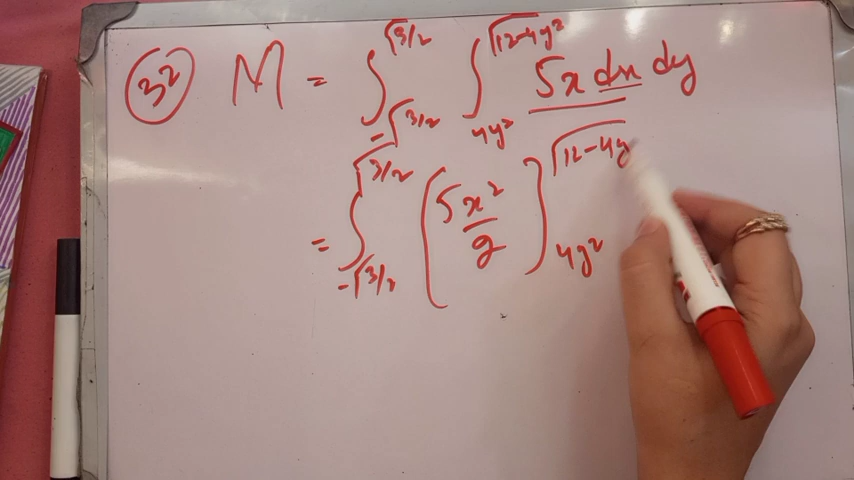 32 M = ∫_{-√3/2}^{√3/2} ∫_{4y²}^{√12-4y²} 5x dx dy
= ∫_{-√3/2}^{√3/2} (5x²/2)_{4y²}^{√12-4y}